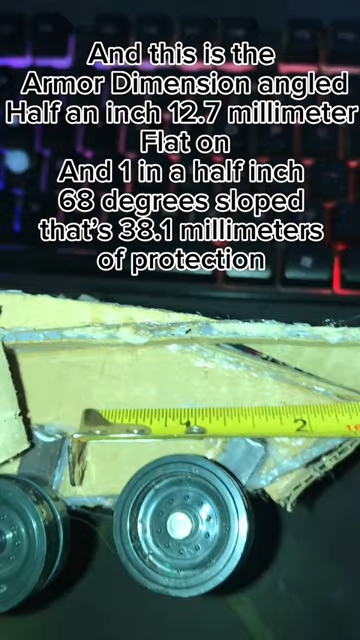 And this is the
Armor Dimension angled
Half an inch 12.7 millimeter
Flat on
And 1 in a half inch
68 degrees sloped
that's 38.1 millimeters
of protection
2